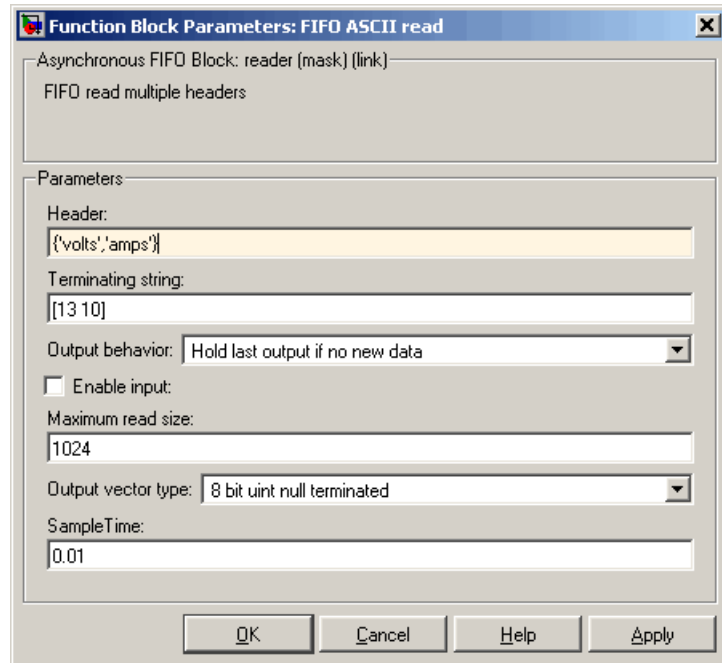 Function Block Parameters: FIFO ASCII read
Asynchronous FIFO Block: reader (mask) (link)
FIFO read multiple headers
Parameters
Header:
{'volts','amps'}
Terminating string:
[13 10]
Output behavior: Hold last output if no new data
Enable input:
Maximum read size:
1024
Output vector type: 8 bit uint null terminated
SampleTime:
0.01
OK Cancel Help Apply